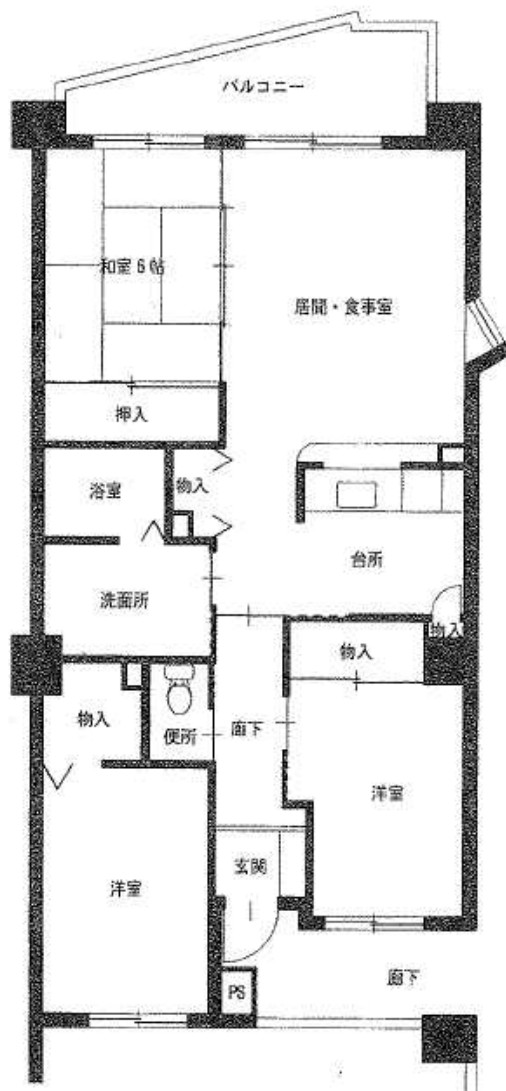 バルコニー
和室 6 帖
居間・食事室
押入
浴室
物入
台所
洗面所
物入
物入
物入
便所
廊下
洋室
玄関
洋室
廊下
PS